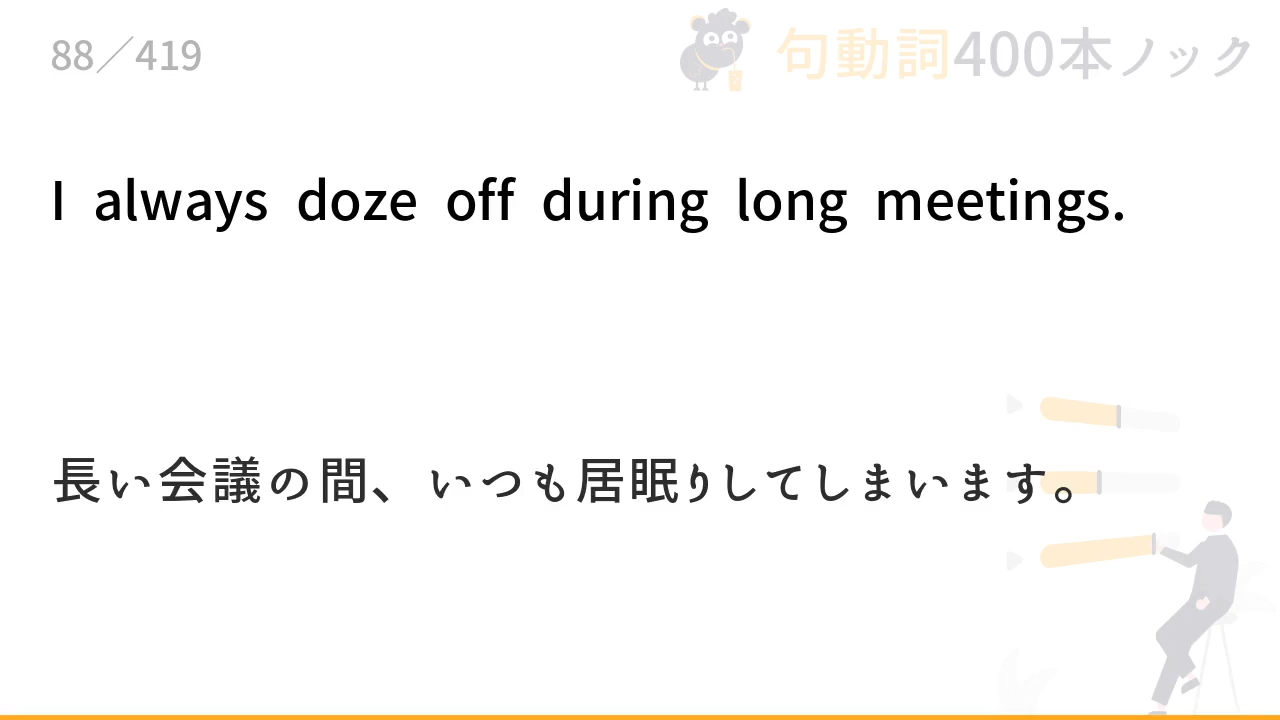 88／419
句動詞400本ノック
I always doze off during long meetings.
長い会議の間、いつも居眠りしてしまいます。